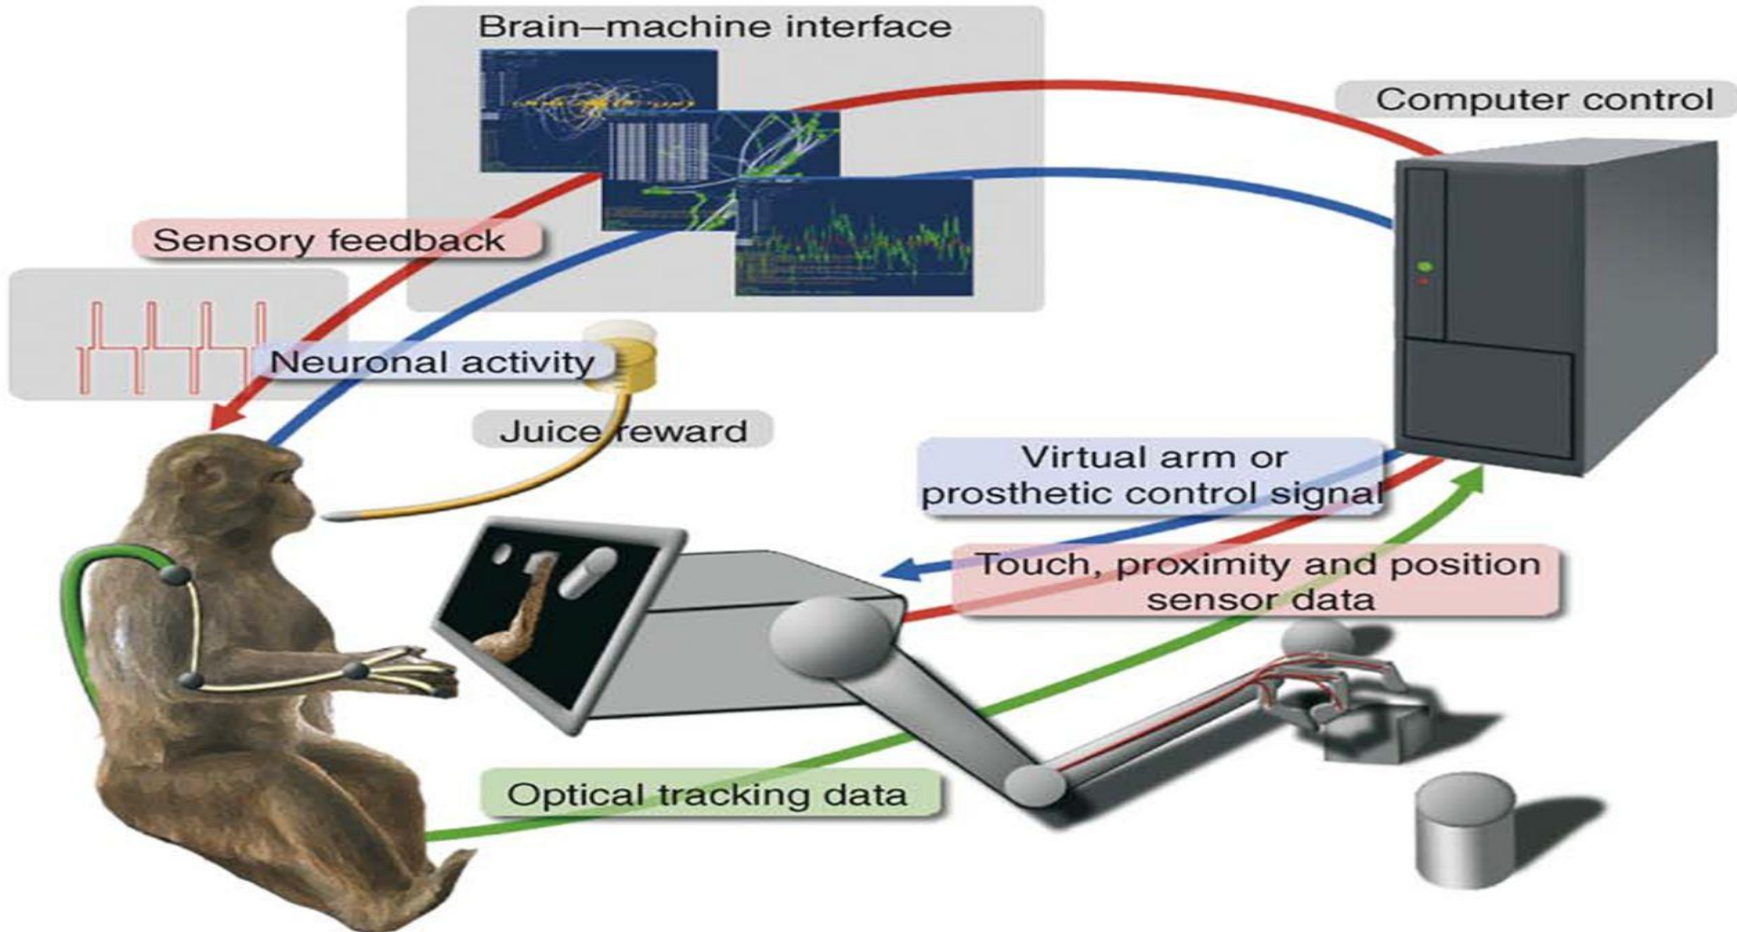 Brain–machine interface
Computer control
Sensory feedback
Neuronal activity
Juice reward
Virtual arm or
prosthetic control signal
Touch, proximity and position
sensor data
Optical tracking data